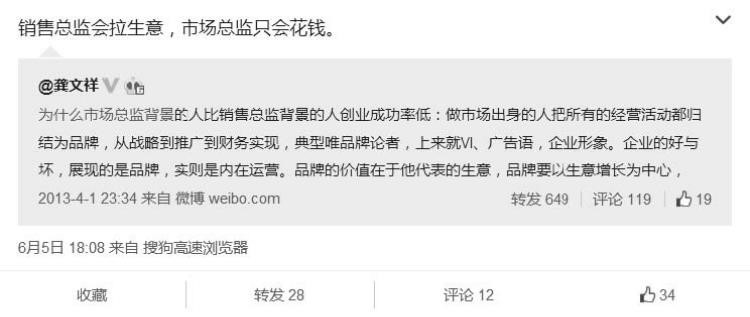 销售总监会拉生意，市场总监只会花钱。
@龚文祥
为什么市场总监背景的人比销售总监背景的人创业成功率低：做市场出身的人把所有的经营活动都归
结为品牌，从战略到推广到财务实现，典型唯品牌论者，上来就VI、广告语，企业形象。企业的好与
坏，展现的是品牌，实则是内在运营。品牌的价值在于他代表的生意，品牌要以生意增长为中心，
2013-4-1 23:34 来自 微博 weibo.com 转发 649 评论 119 19
6月5日 18:08 来自 搜狗高速浏览器
收藏 转发 28 评论 12 34